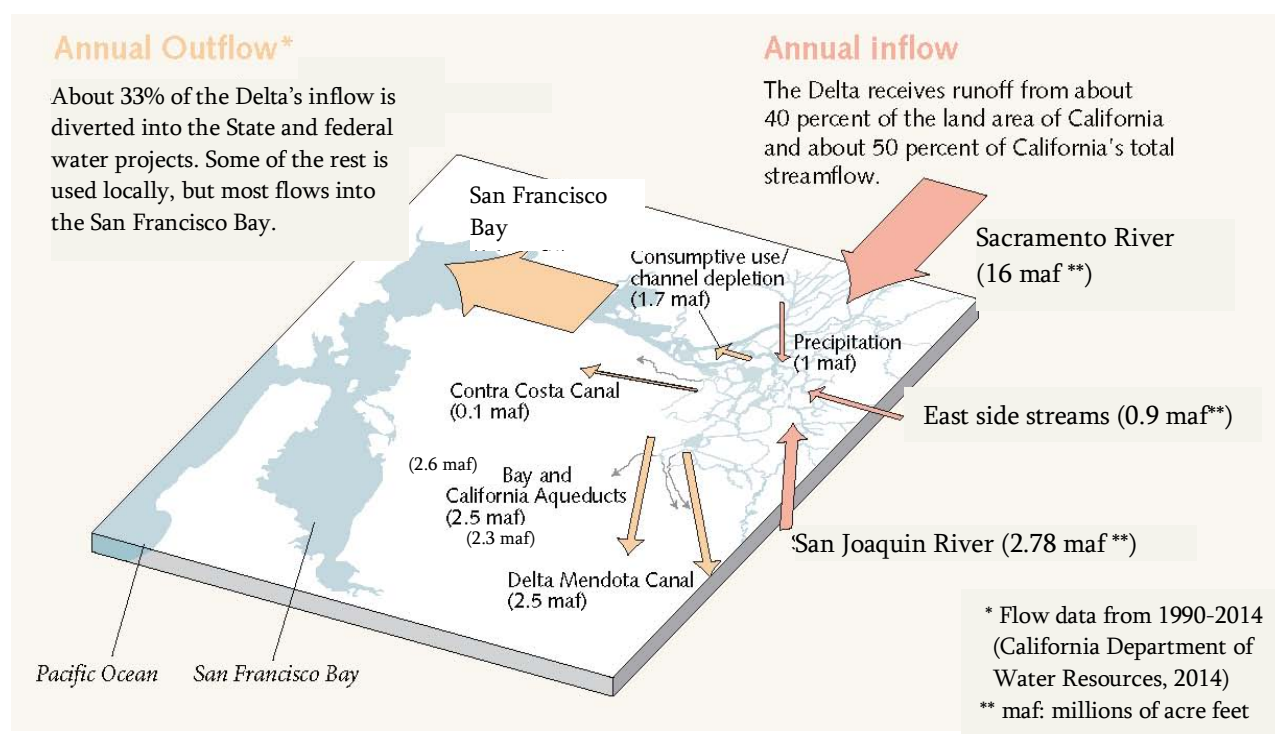 Annual Outflow*
About 33% of the Delta's inflow is
diverted into the State and federal
water projects. Some of the rest is
used locally, but most flows into
the San Francisco Bay.
Annual inflow
The Delta receives runoff from about
40 percent of the land area of California
and about 50 percent of California's total
streamflow.
San Francisco
Bay
Sacramento River
(16 maf **)
Consumptive use/
channel depletion
(1.7 maf)
Precipitation
(1 maf)
Contra Costa Canal
(0.1 maf)
East side streams (0.9 maf**)
(2.6 maf)
Bay and
California Aqueducts
(2.5 maf)
(2.3 maf)
San Joaquin River (2.78 maf **)
Delta Mendota Canal
(2.5 maf)
Pacific Ocean
San Francisco Bay
* Flow data from 1990-2014
(California Department of
Water Resources, 2014)
** maf: millions of acre feet